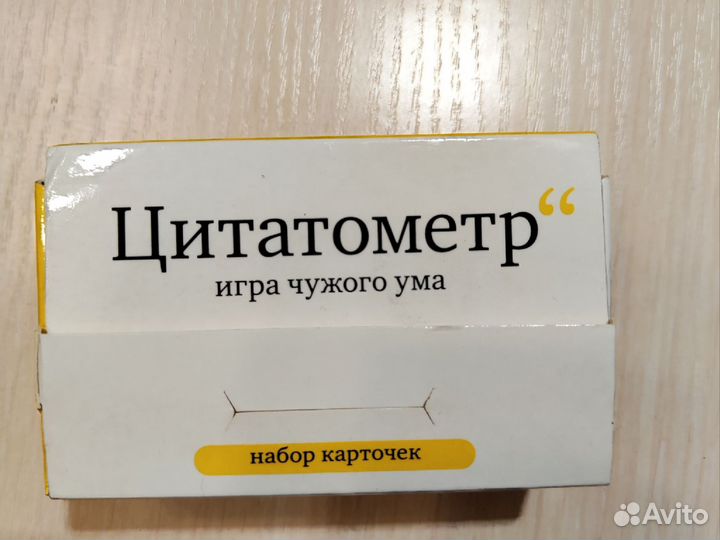 Цитатометр“
игра чужого ума
набор карточек
Avito